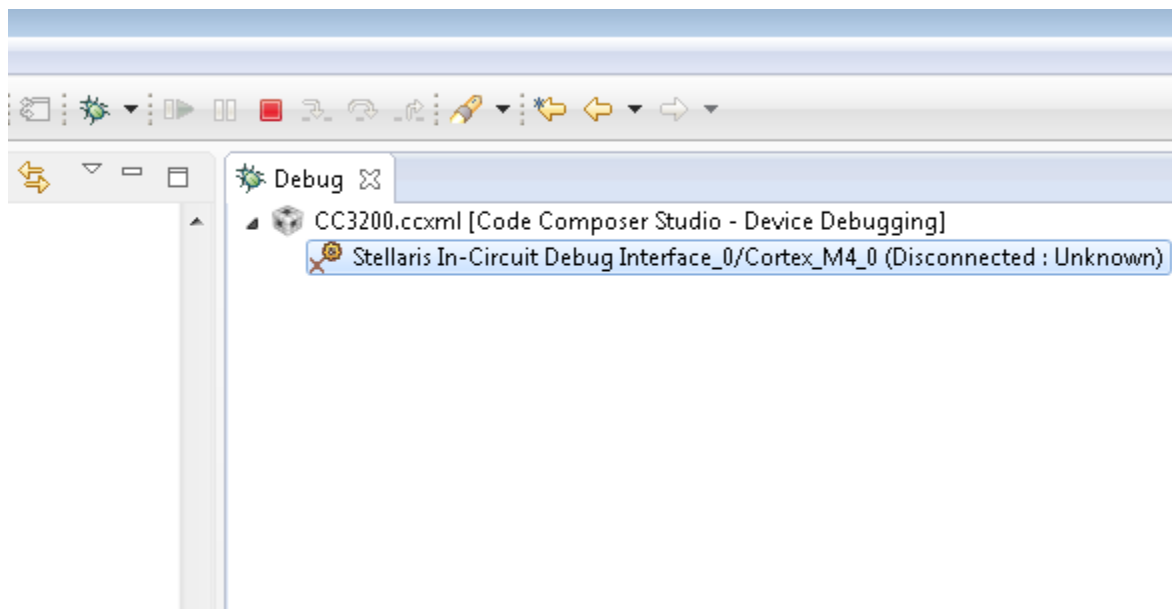 Debug
CC3200.ccxml [Code Composer Studio - Device Debugging]
Stellaris In-Circuit Debug Interface_0/Cortex_M4_0 (Disconnected : Unknown)